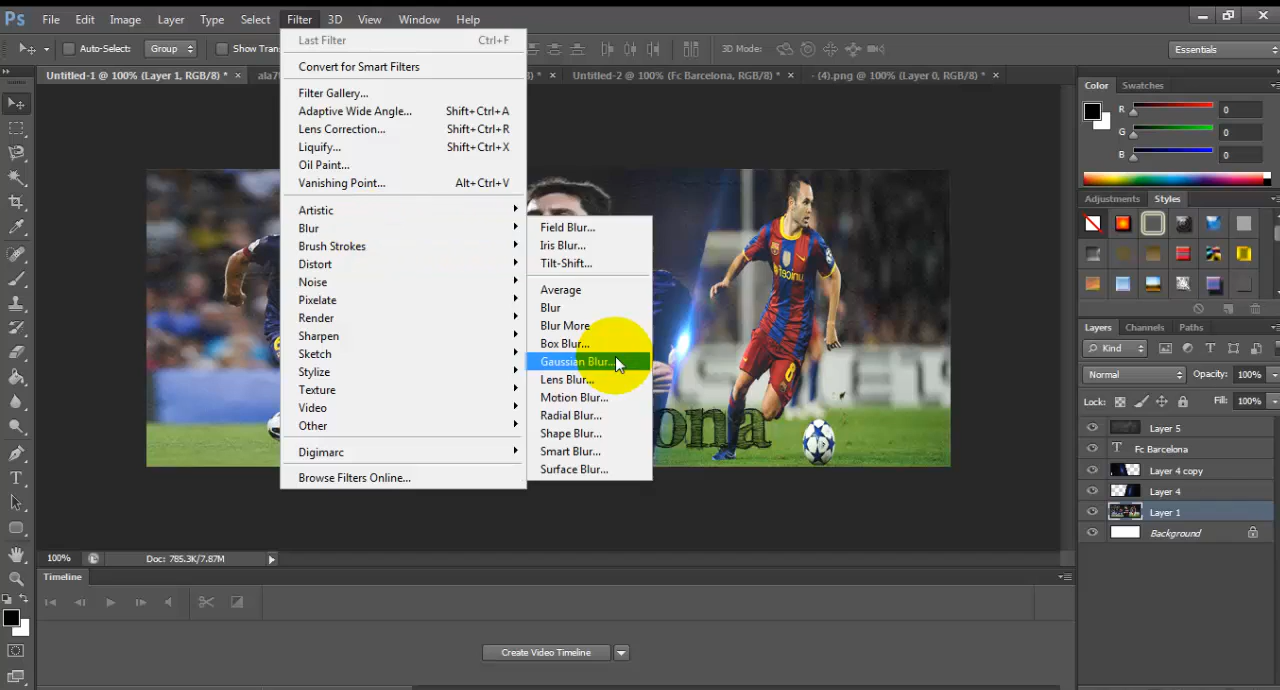 Ps File Edit Image Layer Type Select Filter 3D View Window Help
Auto-Select: Group Show Tran 3D Mode: Essentials
Untitled-1 @ 100% (Layer 1, RGB/8) * × ala7 3) * × Untitled-2 @ 100% (Fc Barcelona, RGB/8) * × - (4).png @ 100% (Layer 0, RGB/8) * ×
Last Filter Ctrl+F
Convert for Smart Filters
Filter Gallery...
Adaptive Wide Angle... Shift+Ctrl+A
Lens Correction... Shift+Ctrl+R
Liquify... Shift+Ctrl+X
Oil Paint...
Vanishing Point... Alt+Ctrl+V
Artistic
Blur
Brush Strokes
Distort
Noise
Pixelate
Render
Sharpen
Sketch
Stylize
Texture
Video
Other
Digimarc
Browse Filters Online...
Field Blur...
Iris Blur...
Tilt-Shift...
Average
Blur
Blur More
Box Blur...
Gaussian Blur...
Lens Blur...
Motion Blur...
Radial Blur...
Shape Blur...
Smart Blur...
Surface Blur...
ona
8
Color Swatches
R 0
G 0
B 0
Adjustments Styles
Layers Channels Paths
Kind
Normal Opacity: 100%
Lock: Fill: 100%
Layer 5
T Fc Barcelona
Layer 4 copy
Layer 4
Layer 1
Background
100% Doc: 785.3K/7.87M
Timeline
Create Video Timeline